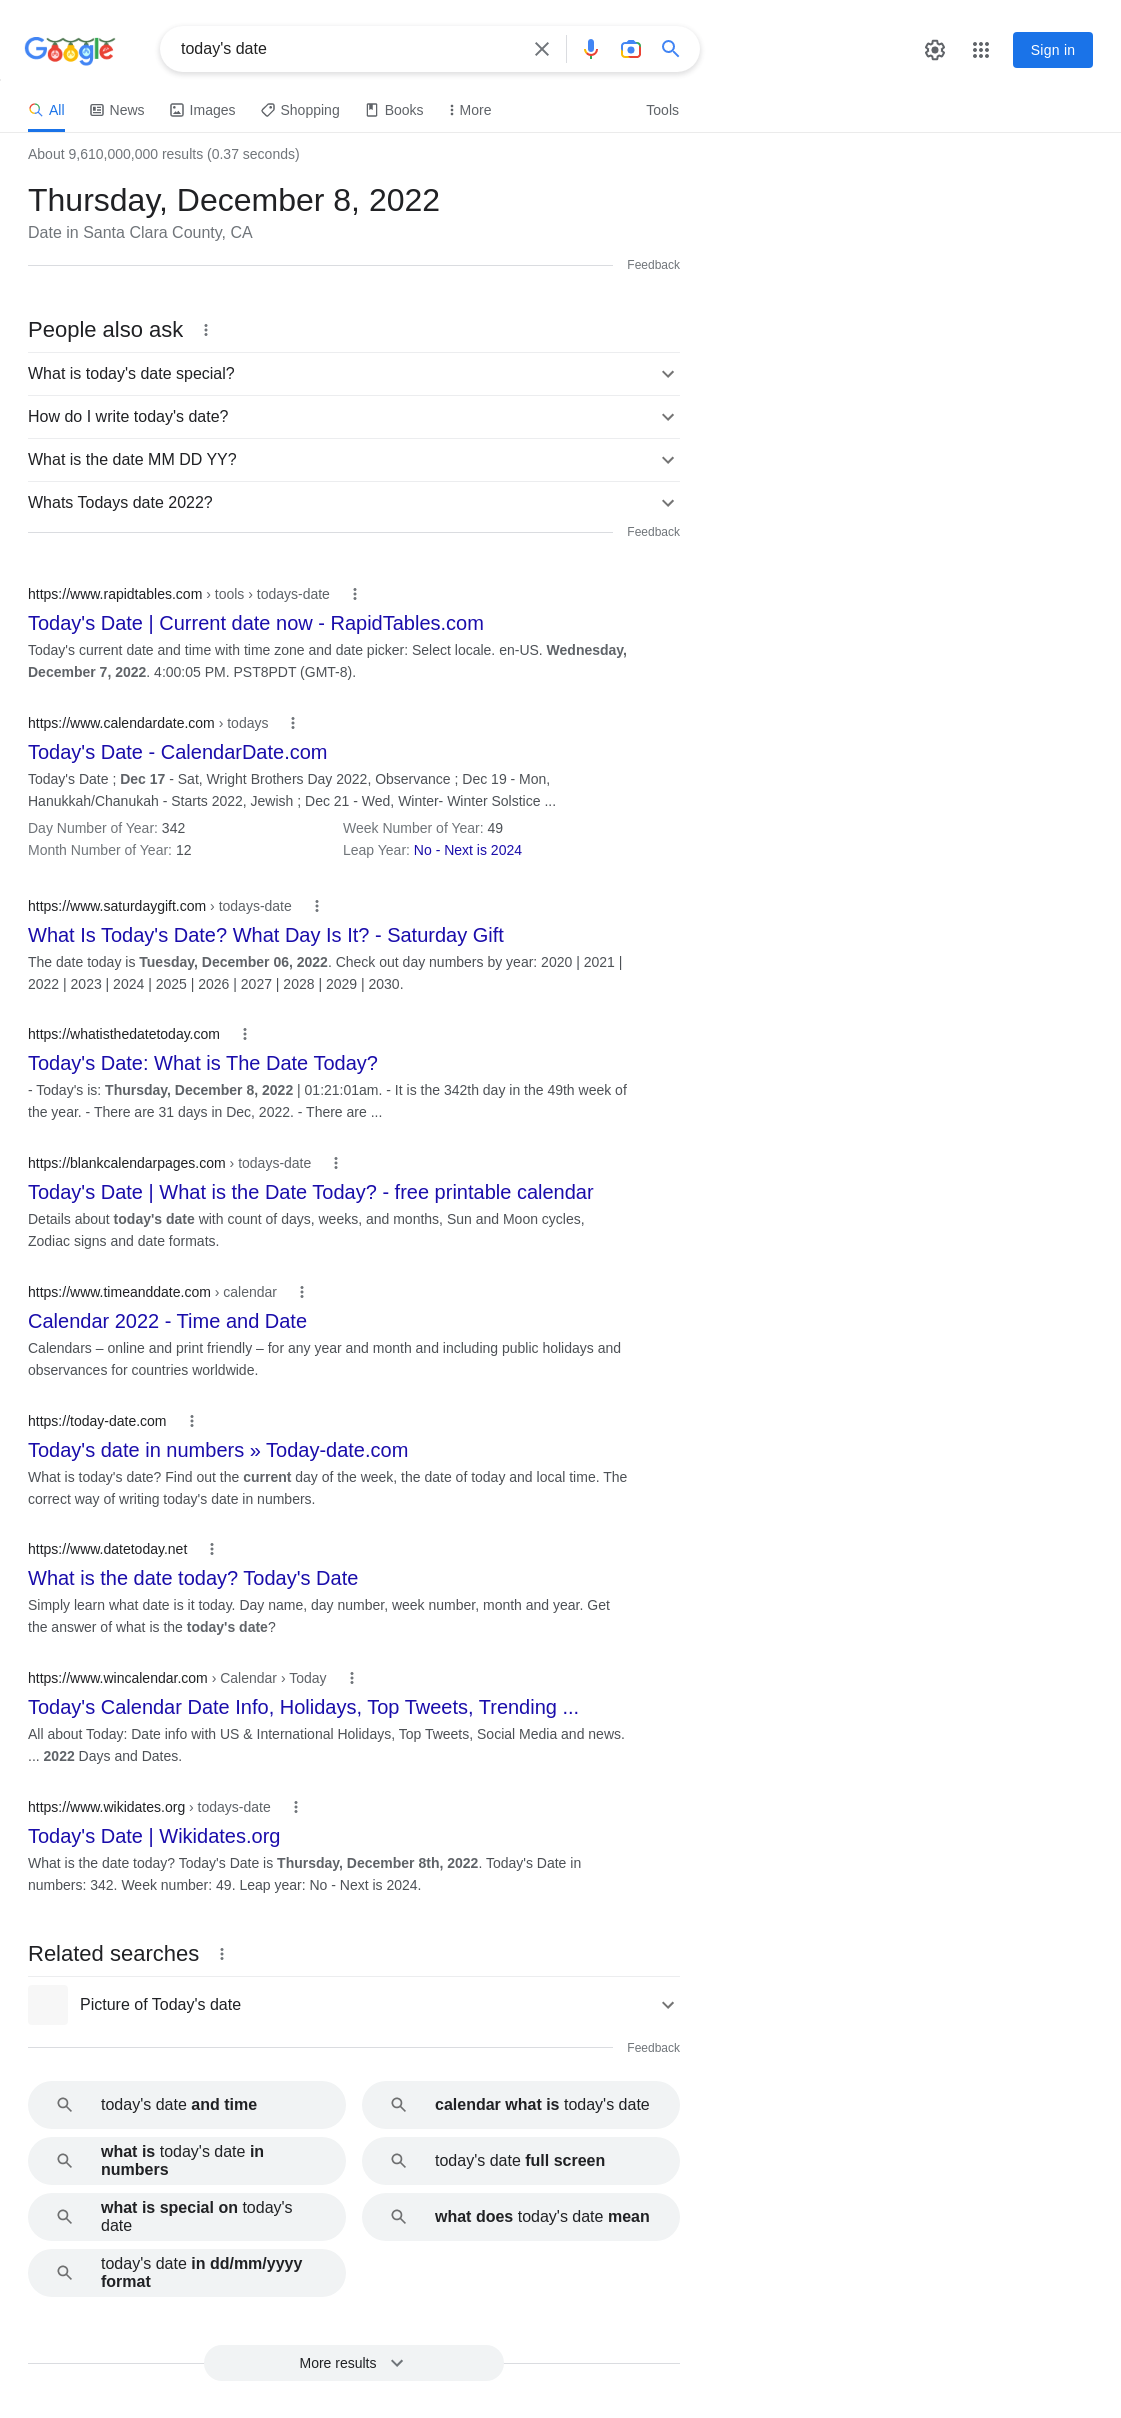 Google
today's date
Sign in
All News Images Shopping Books More Tools
About 9,610,000,000 results (0.37 seconds)
Thursday, December 8, 2022
Date in Santa Clara County, CA
Feedback
People also ask
What is today's date special?
How do I write today's date?
What is the date MM DD YY?
Whats Todays date 2022?
Feedback
https://www.rapidtables.com › tools › todays-date
Today's Date | Current date now - RapidTables.com
Today's current date and time with time zone and date picker: Select locale. en-US. Wednesday,
December 7, 2022. 4:00:05 PM. PST8PDT (GMT-8).
https://www.calendardate.com › todays
Today's Date - CalendarDate.com
Today's Date ; Dec 17 - Sat, Wright Brothers Day 2022, Observance ; Dec 19 - Mon,
Hanukkah/Chanukah - Starts 2022, Jewish ; Dec 21 - Wed, Winter- Winter Solstice ...
Day Number of Year: 342 Week Number of Year: 49
Month Number of Year: 12 Leap Year: No - Next is 2024
https://www.saturdaygift.com › todays-date
What Is Today's Date? What Day Is It? - Saturday Gift
The date today is Tuesday, December 06, 2022. Check out day numbers by year: 2020 | 2021 |
2022 | 2023 | 2024 | 2025 | 2026 | 2027 | 2028 | 2029 | 2030.
https://whatisthedatetoday.com
Today's Date: What is The Date Today?
- Today's is: Thursday, December 8, 2022 | 01:21:01am. - It is the 342th day in the 49th week of
the year. - There are 31 days in Dec, 2022. - There are ...
https://blankcalendarpages.com › todays-date
Today's Date | What is the Date Today? - free printable calendar
Details about today's date with count of days, weeks, and months, Sun and Moon cycles,
Zodiac signs and date formats.
https://www.timeanddate.com › calendar
Calendar 2022 - Time and Date
Calendars – online and print friendly – for any year and month and including public holidays and
observances for countries worldwide.
https://today-date.com
Today's date in numbers » Today-date.com
What is today's date? Find out the current day of the week, the date of today and local time. The
correct way of writing today's date in numbers.
https://www.datetoday.net
What is the date today? Today's Date
Simply learn what date is it today. Day name, day number, week number, month and year. Get
the answer of what is the today's date?
https://www.wincalendar.com › Calendar › Today
Today's Calendar Date Info, Holidays, Top Tweets, Trending ...
All about Today: Date info with US & International Holidays, Top Tweets, Social Media and news.
... 2022 Days and Dates.
https://www.wikidates.org › todays-date
Today's Date | Wikidates.org
What is the date today? Today's Date is Thursday, December 8th, 2022. Today's Date in
numbers: 342. Week number: 49. Leap year: No - Next is 2024.
Related searches
Picture of Today's date
Feedback
today's date and time
calendar what is today's date
what is today's date in
numbers
today's date full screen
what is special on today's
date
what does today's date mean
today's date in dd/mm/yyyy
format
More results